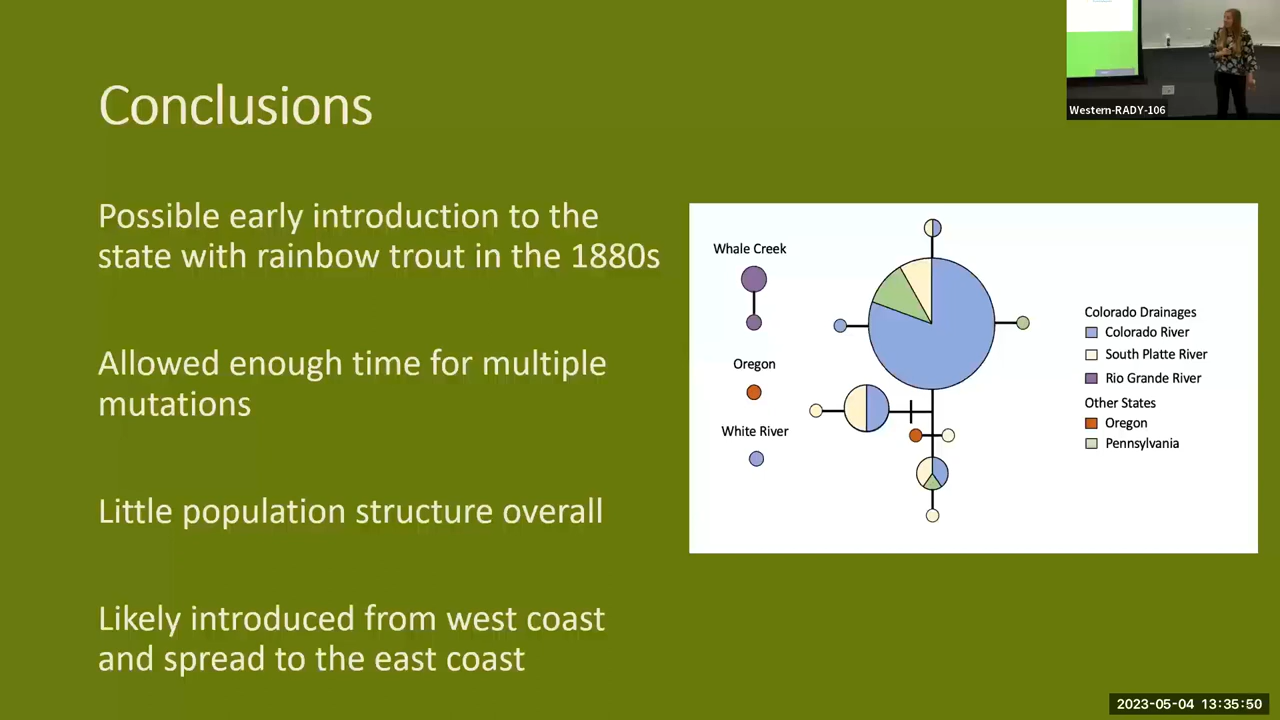 Western-RADY-106
Conclusions
Possible early introduction to the
state with rainbow trout in the 1880s
Allowed enough time for multiple
mutations
Little population structure overall
Likely introduced from west coast
and spread to the east coast
Whale Creek
Oregon
White River
Colorado Drainages
Colorado River
South Platte River
Rio Grande River
Other States
Oregon
Pennsylvania
2023-05-04 13:35:50